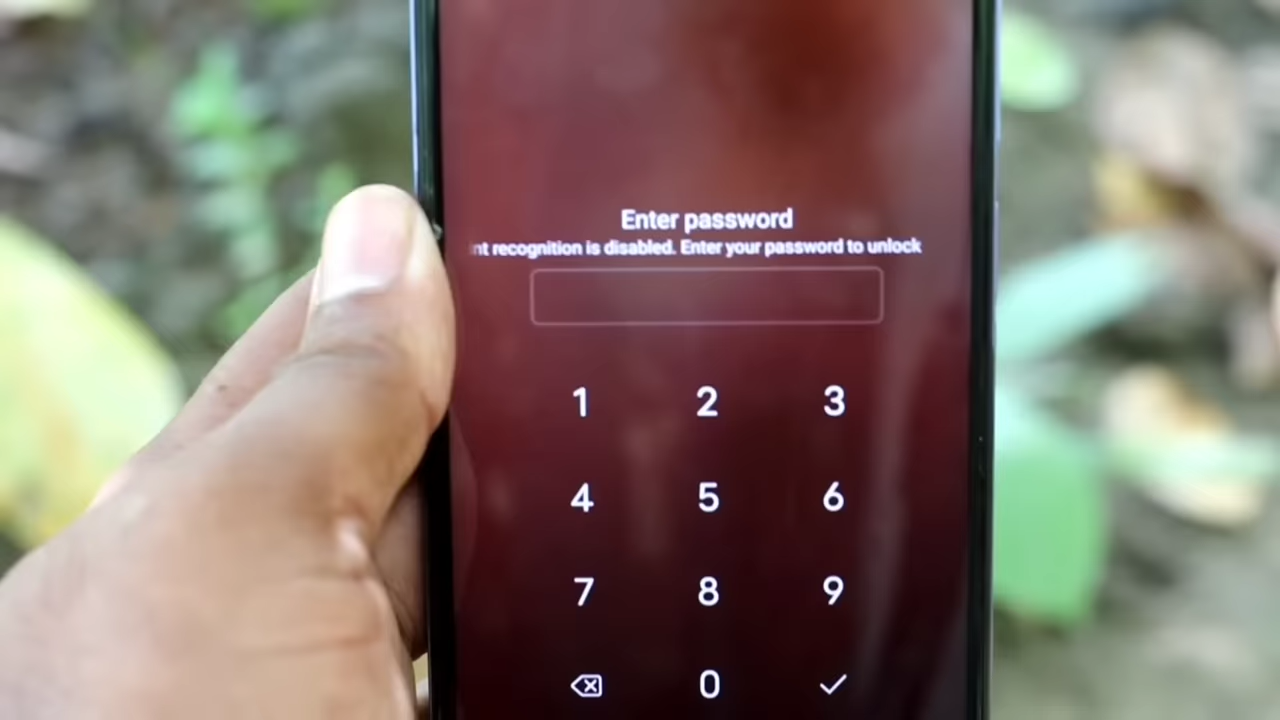 Enter password
nt recognition is disabled. Enter your password to unlock
1 2 3
4 5 6
7 8 9
0